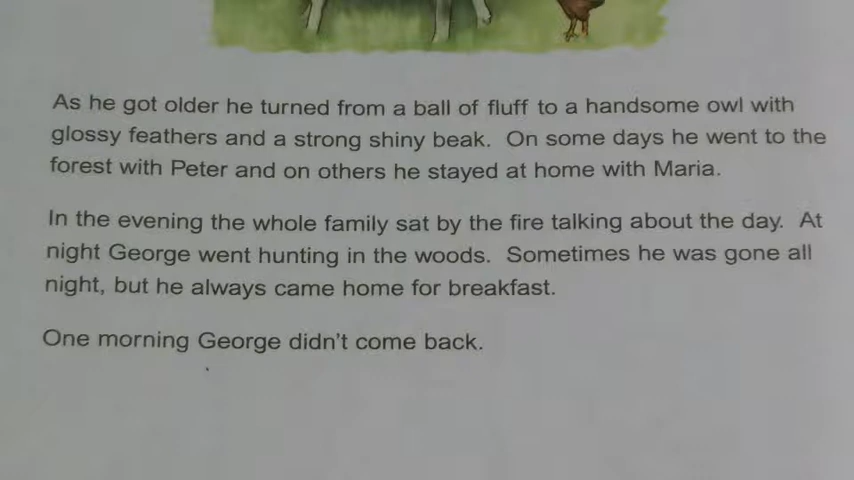 As he got older he turned from a ball of fluff to a handsome owl with
glossy feathers and a strong shiny beak.  On some days he went to the
forest with Peter and on others he stayed at home with Maria.
In the evening the whole family sat by the fire talking about the day.  At
night George went hunting in the woods.  Sometimes he was gone all
night, but he always came home for breakfast.
One morning George didn't come back.